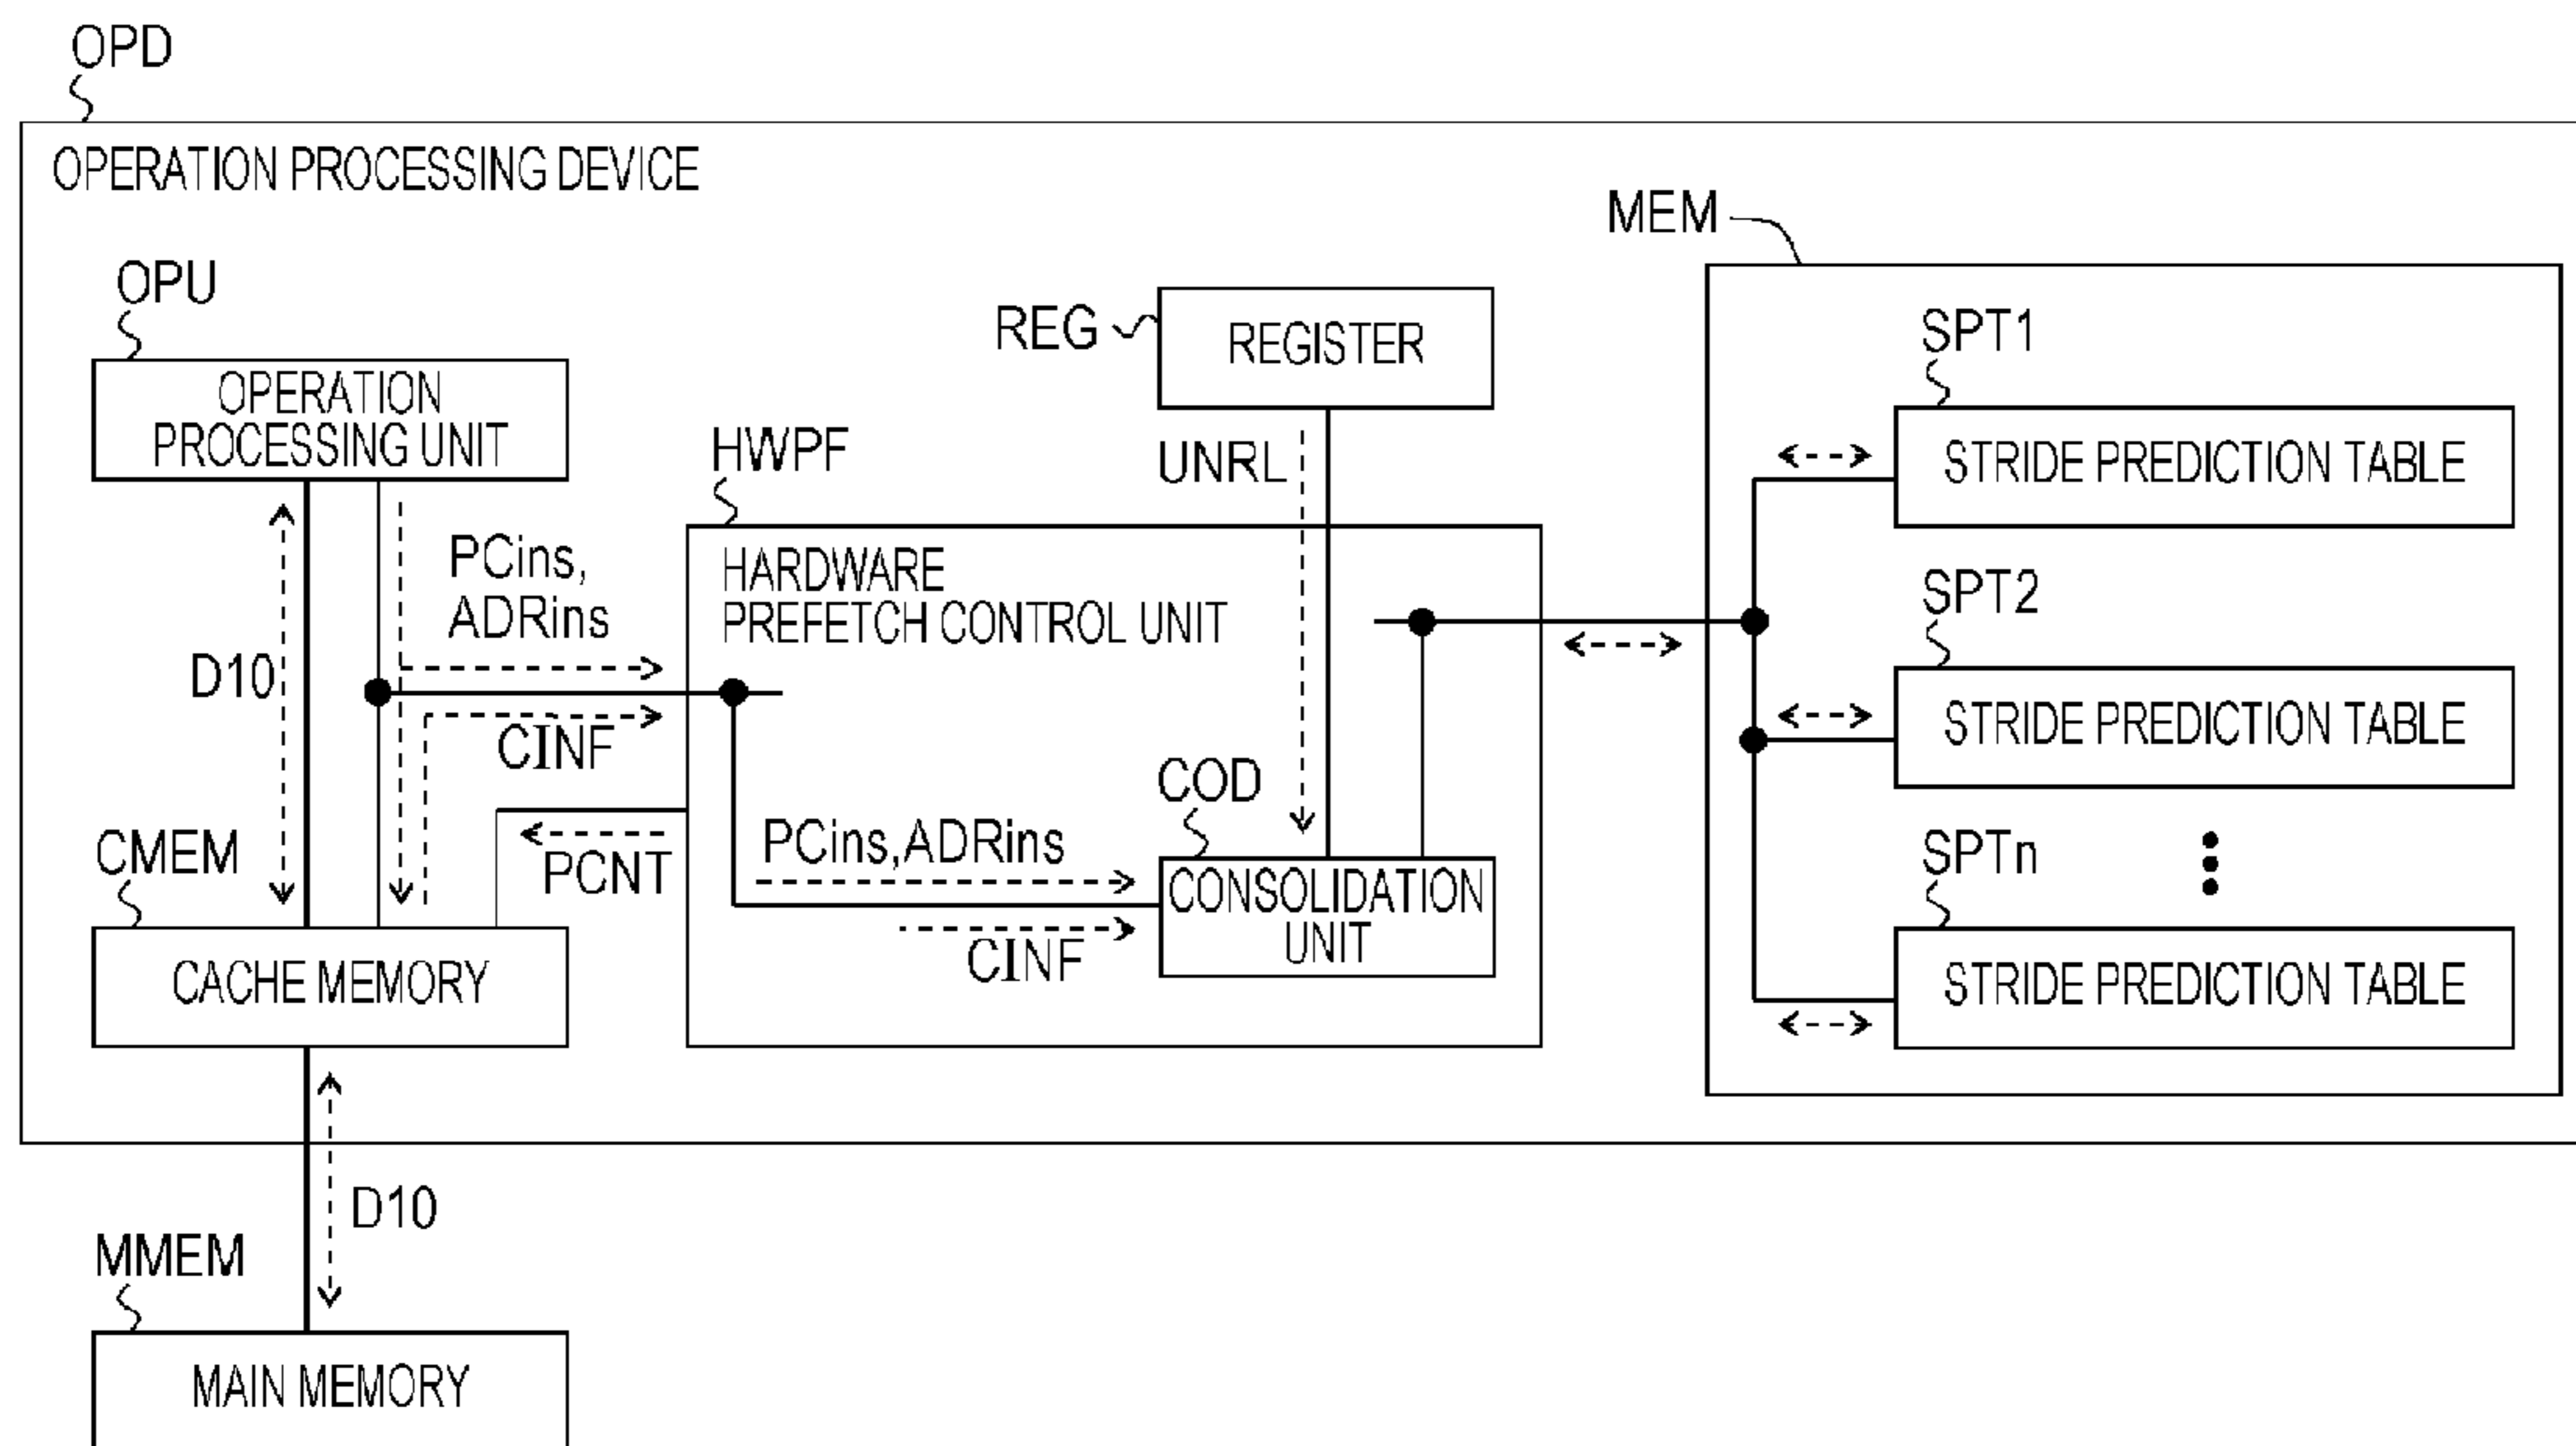 OPD
OPERATION PROCESSING DEVICE
MEM
OPU
REG
REGISTER
SPT1
OPERATION
PROCESSING UNIT
STRIDE PREDICTION TABLE
HWPF
UNRL
PCins,
ADRins
HARDWARE
PREFETCH CONTROL UNIT
SPT2
D10
STRIDE PREDICTION TABLE
CINF
COD
CMEM
PCNT
PCins,ADRins
SPTn
CONSOLIDATION
UNIT
CINF
CACHE MEMORY
STRIDE PREDICTION TABLE
D10
MMEM
MAIN MEMORY